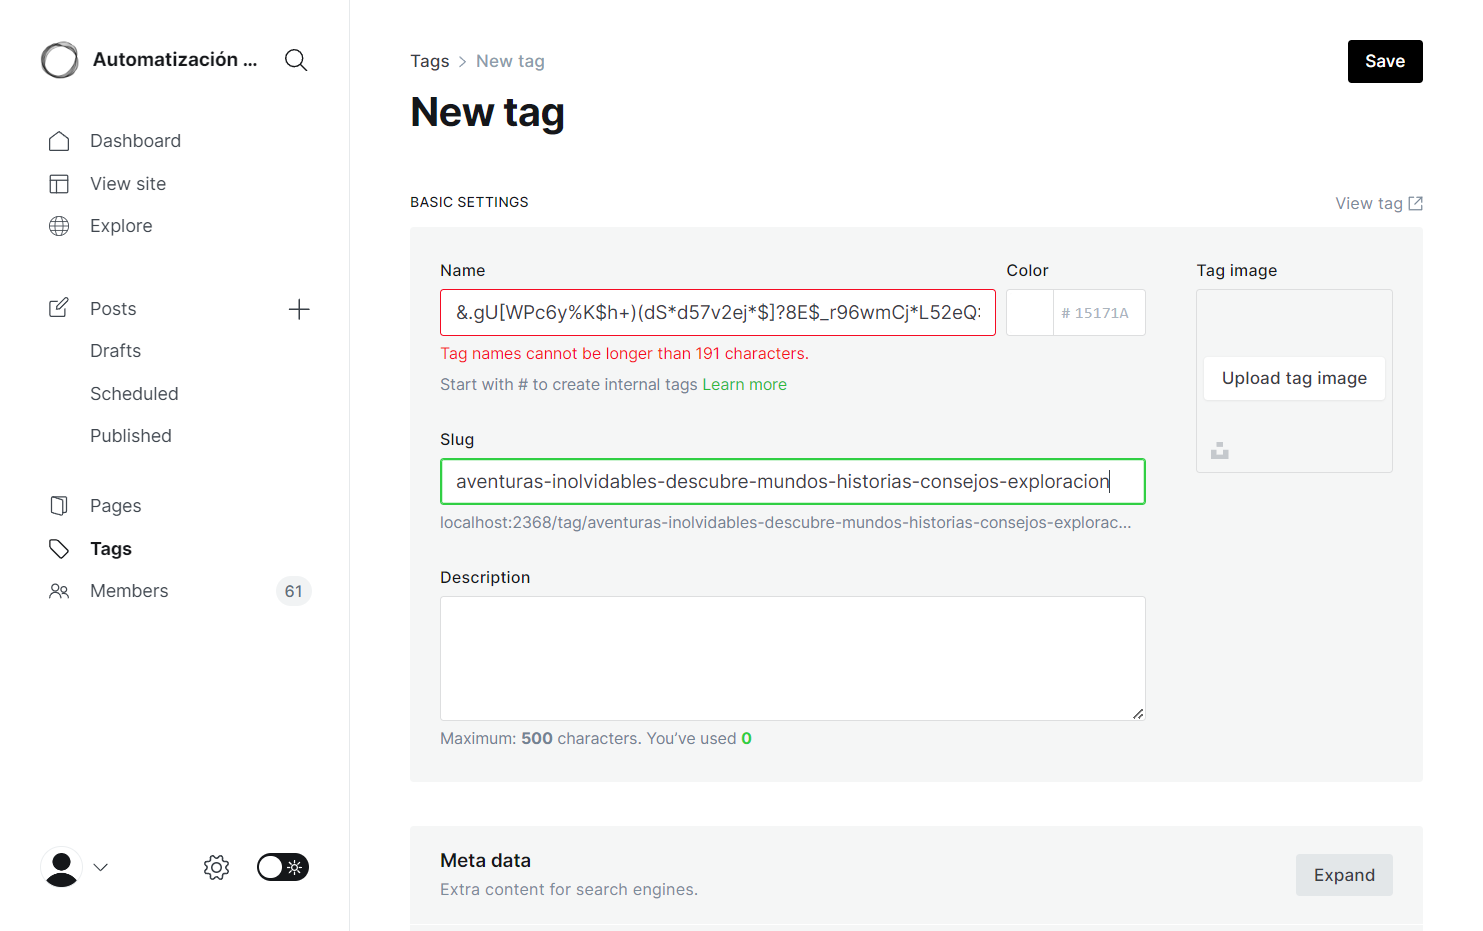 Automatización ...
Dashboard
View site
Explore
Posts
Drafts
Scheduled
Published
Pages
Tags
Members 61
Tags > New tag
Save
New tag
BASIC SETTINGS
View tag
Name
Color
Tag image
&.gU[WPc6y%K$h+)(dS*d57v2ej*$]?8E$_r96wmCj*L52eQ:
# 15171A
Tag names cannot be longer than 191 characters.
Start with # to create internal tags Learn more
Upload tag image
Slug
aventuras-inolvidables-descubre-mundos-historias-consejos-exploracion
localhost:2368/tag/aventuras-inolvidables-descubre-mundos-historias-consejos-explorac...
Description
Maximum: 500 characters. You’ve used 0
Meta data
Extra content for search engines.
Expand